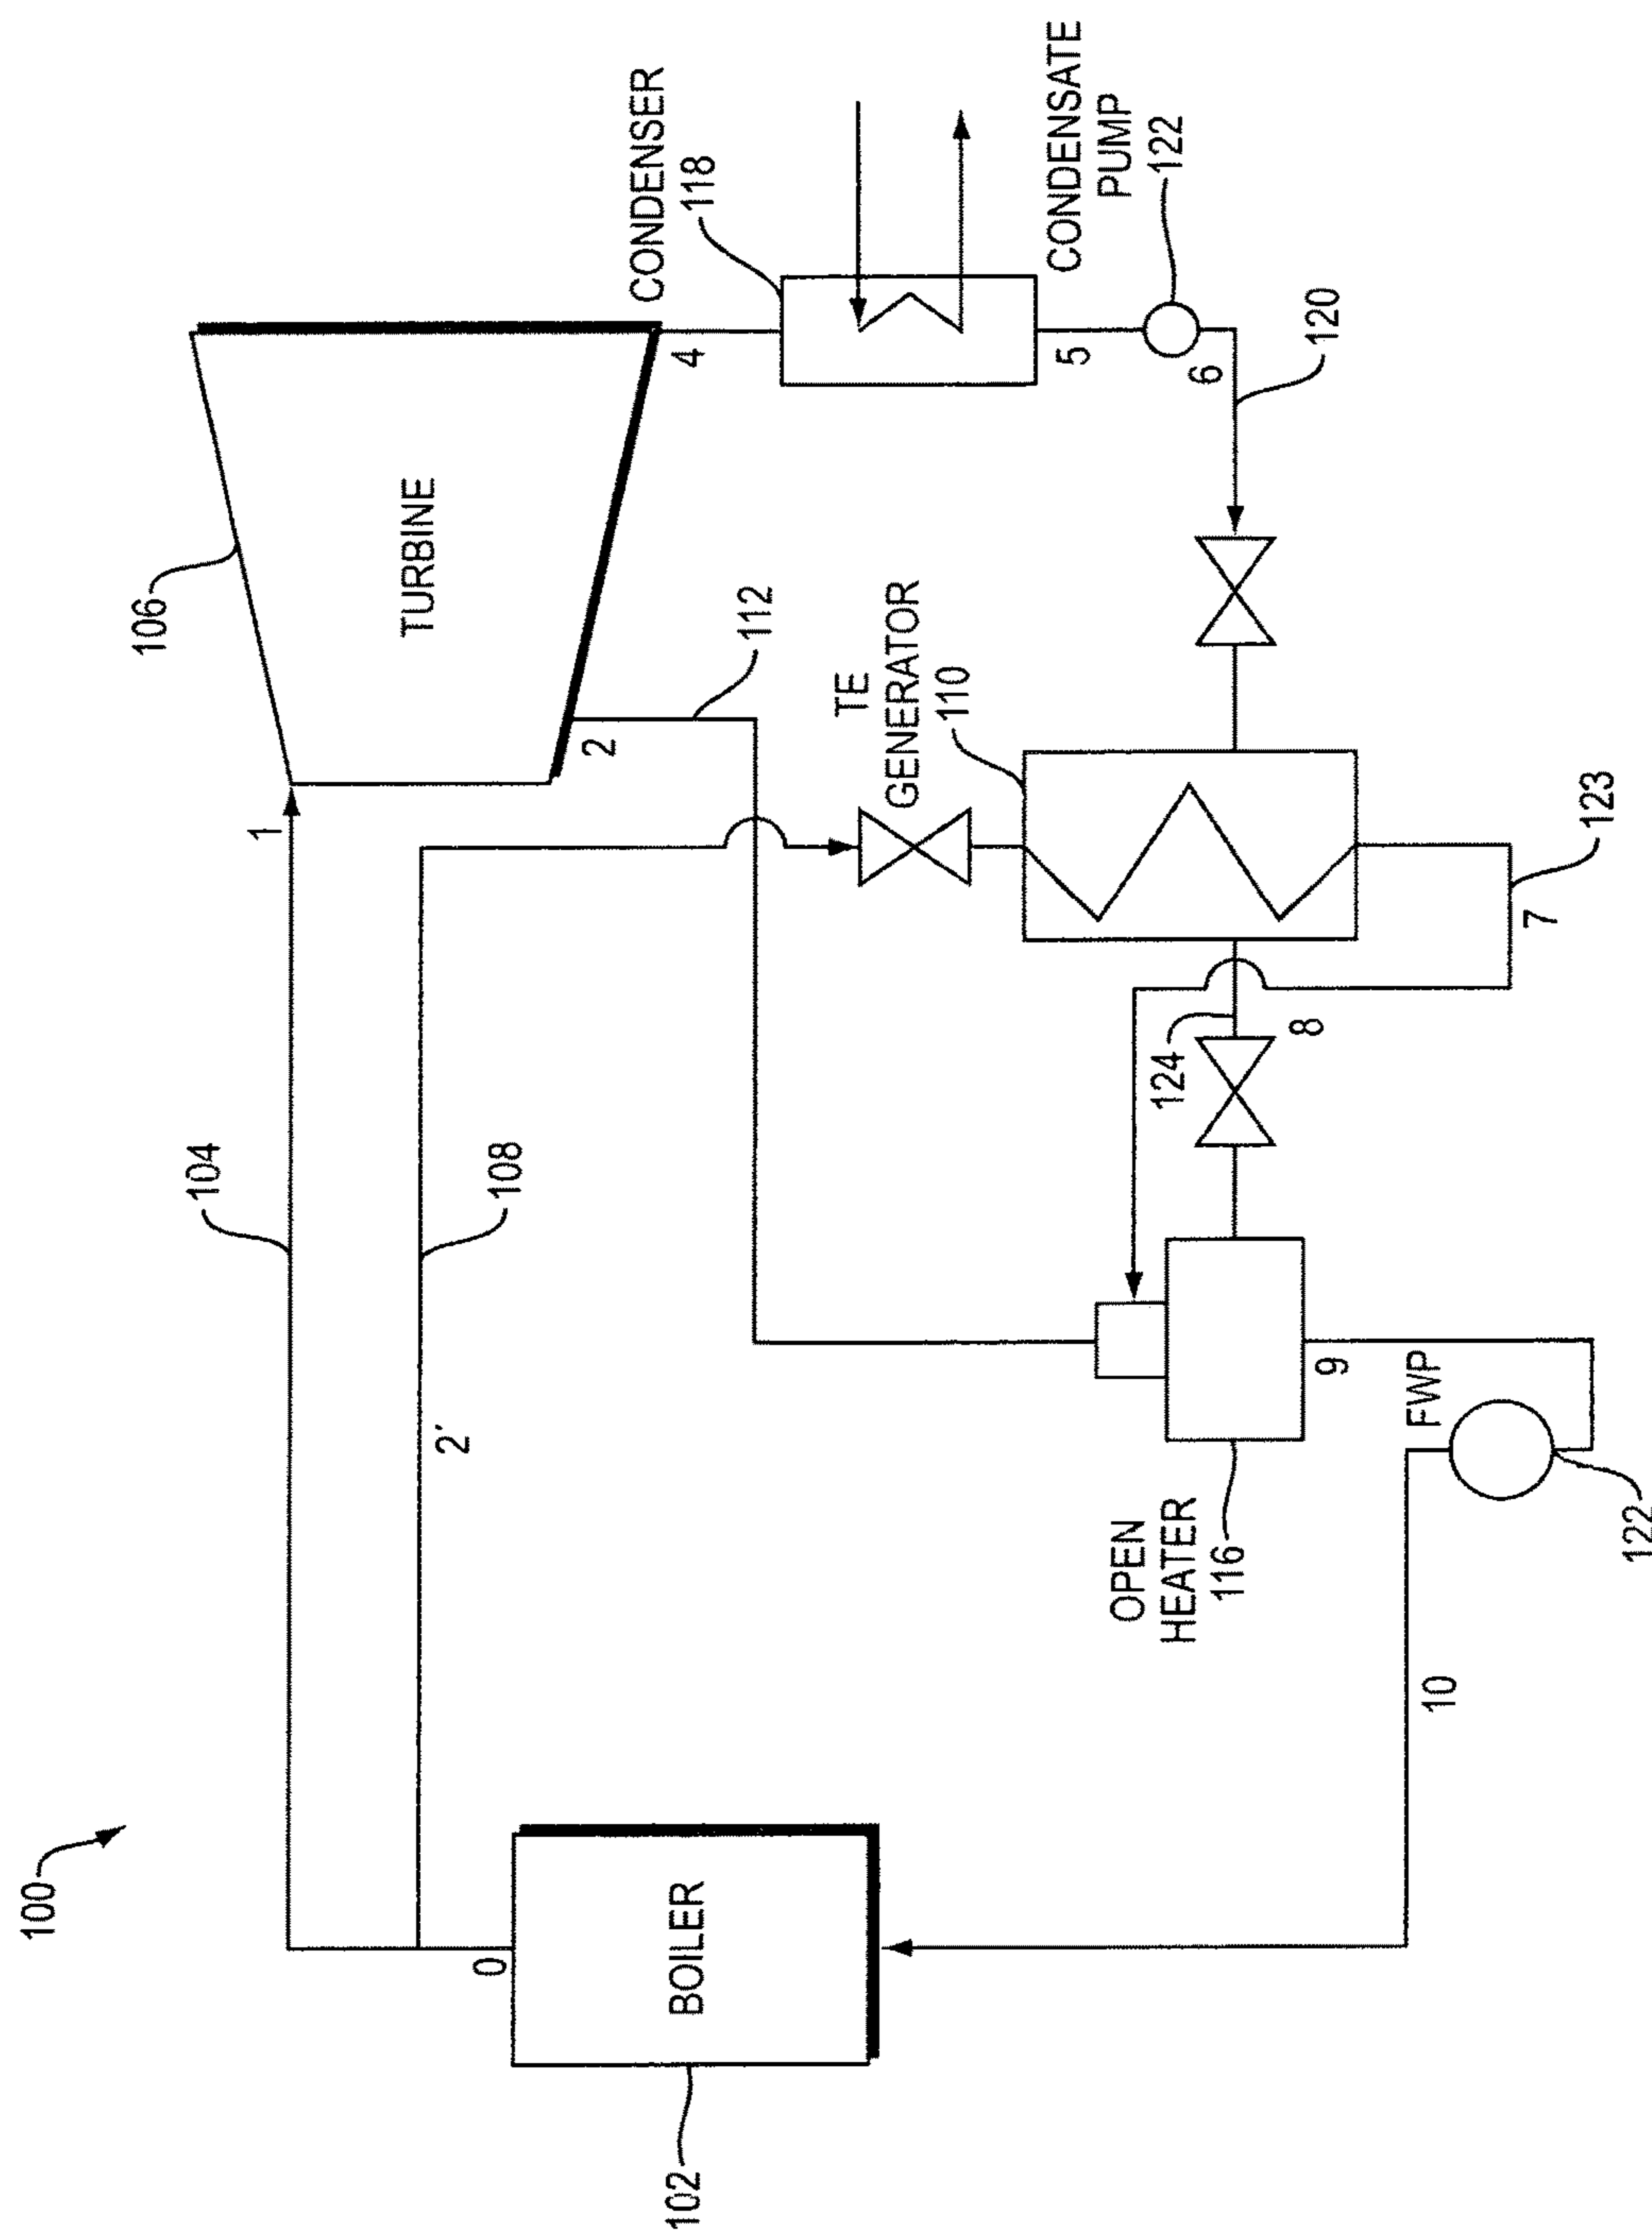 100
104
106
1
TURBINE
108
2'
0
BOILER
102
2
112
4
CONDENSER
118
TE
GENERATOR
110
5
CONDENSATE
PUMP
122
6
120
OPEN
HEATER
116
124
8
7
123
9
FWP
122
10